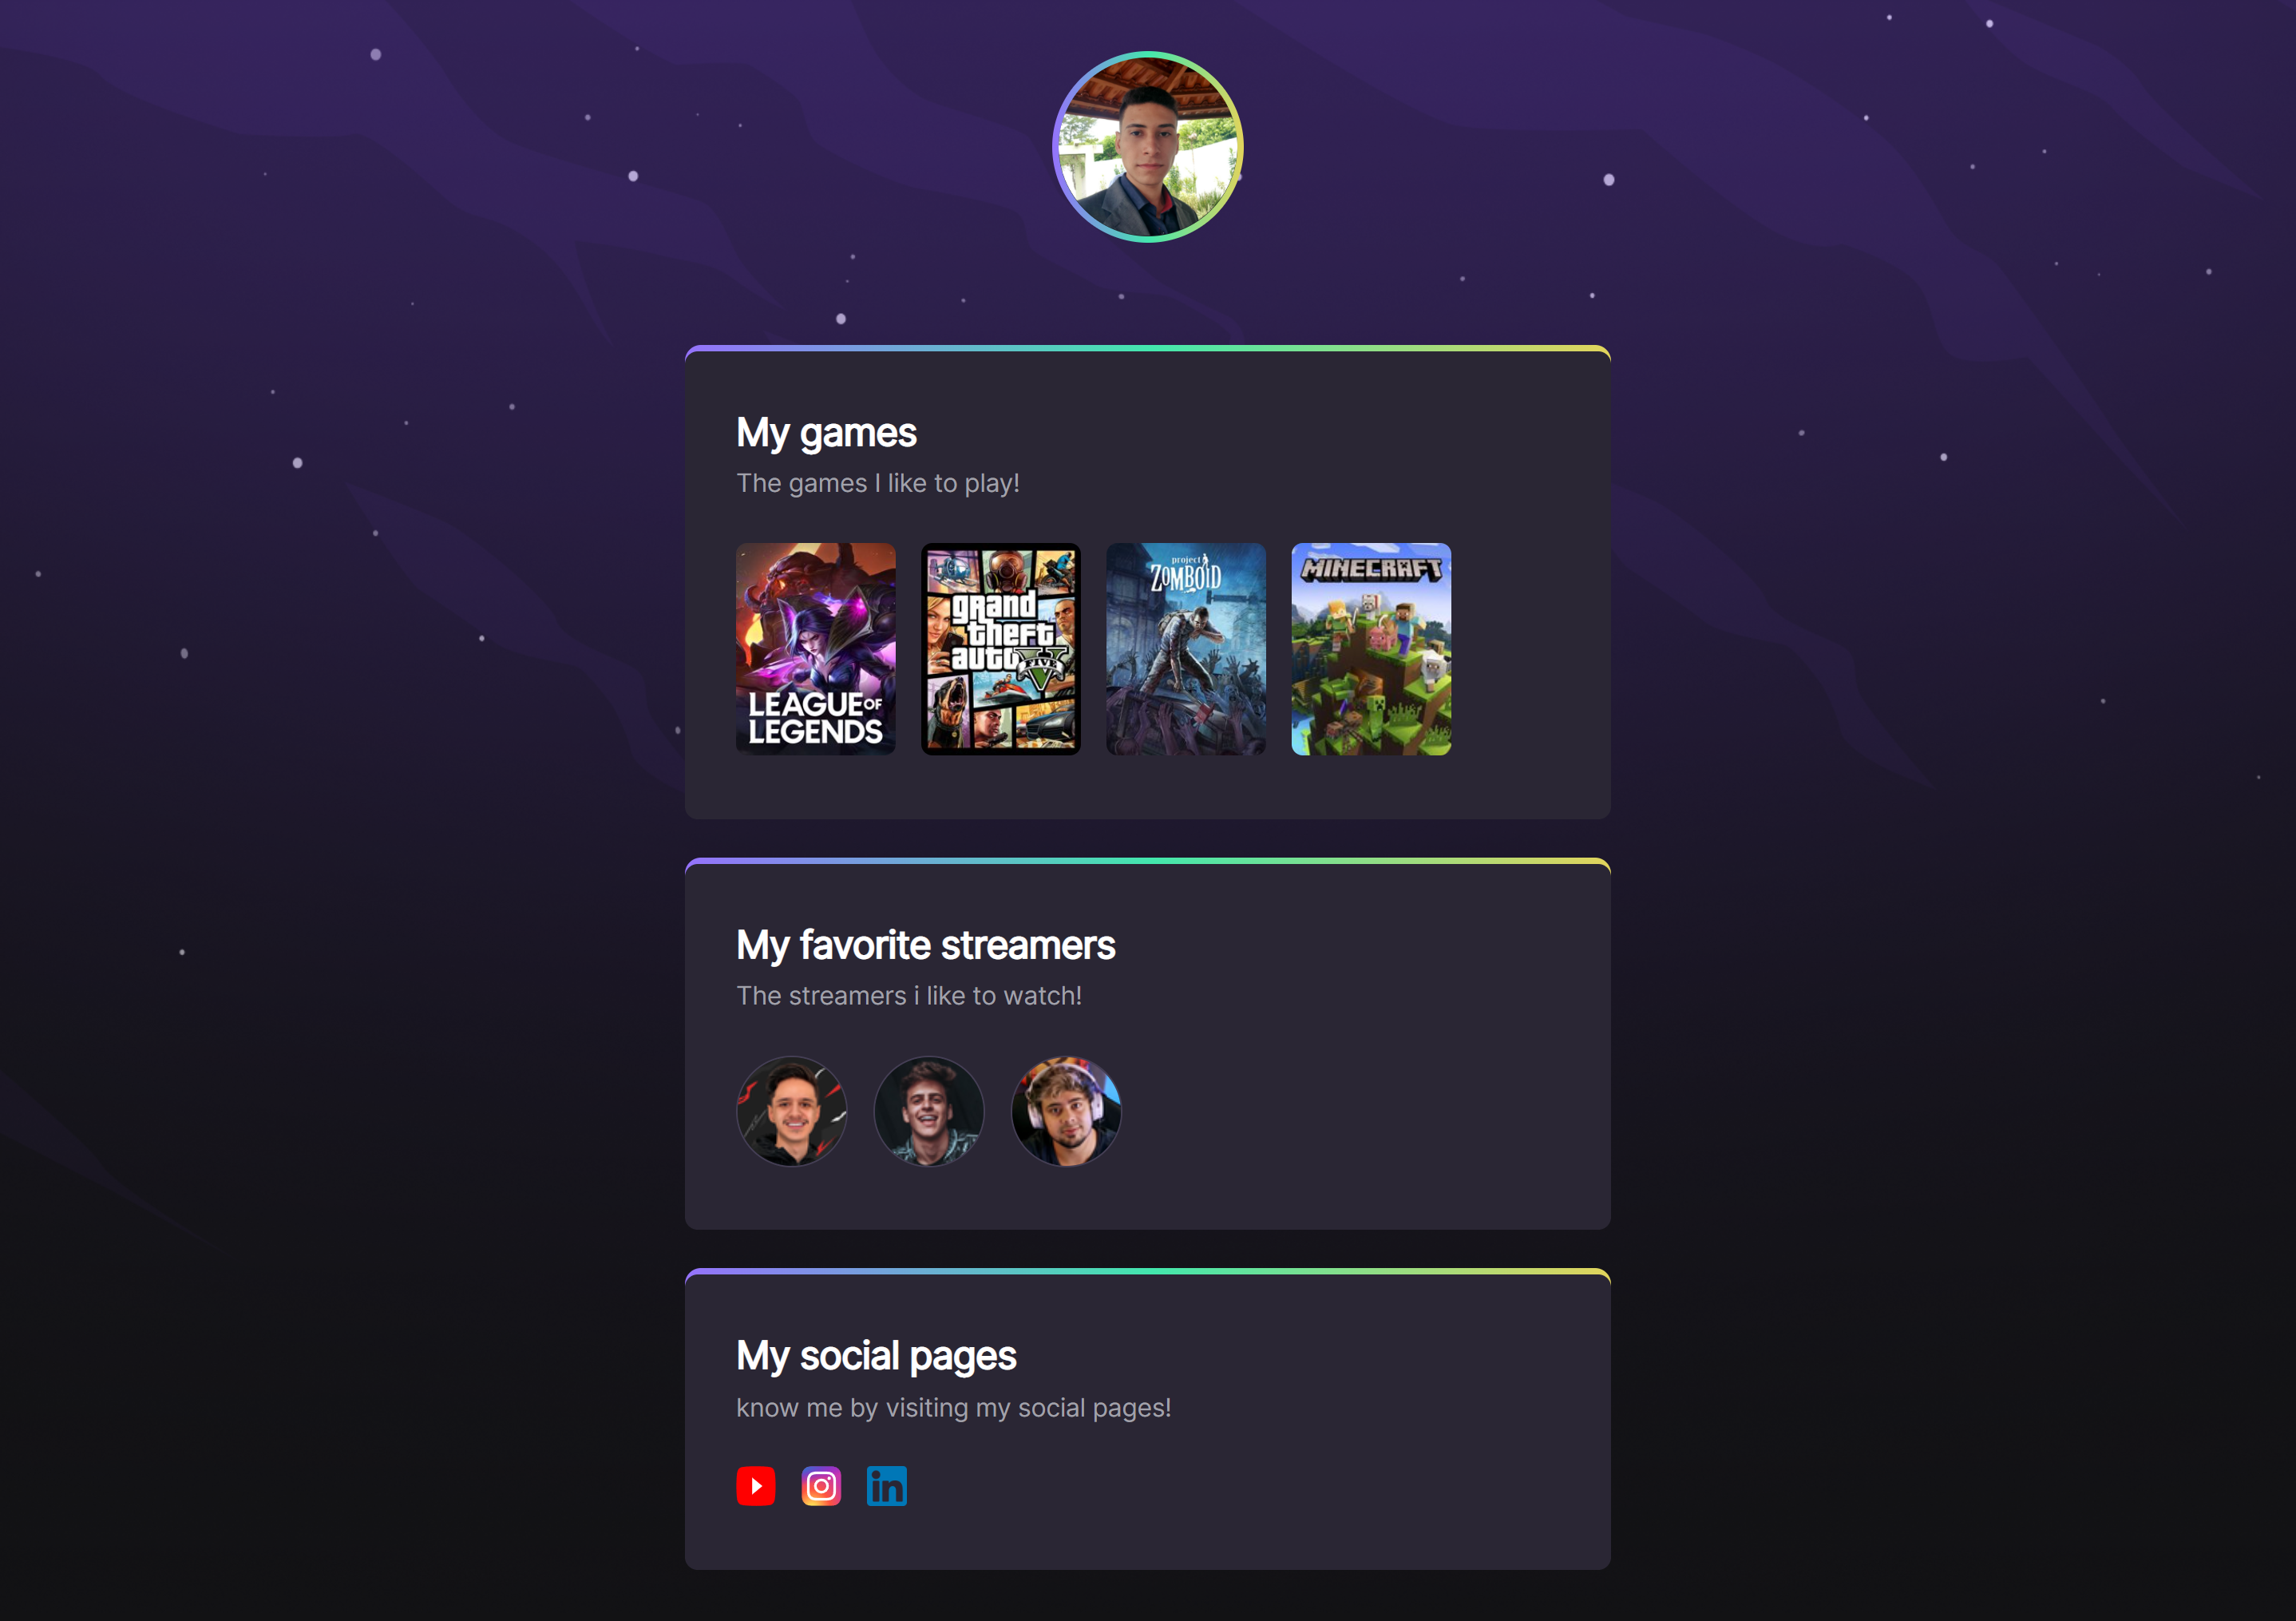 My games
The games I like to play!
LEAGUE OF
LEGENDS
grand
theft
auto
FIVE
V
project
ZOMBOID
MINECRAFT
My favorite streamers
The streamers i like to watch!
My social pages
know me by visiting my social pages!
in